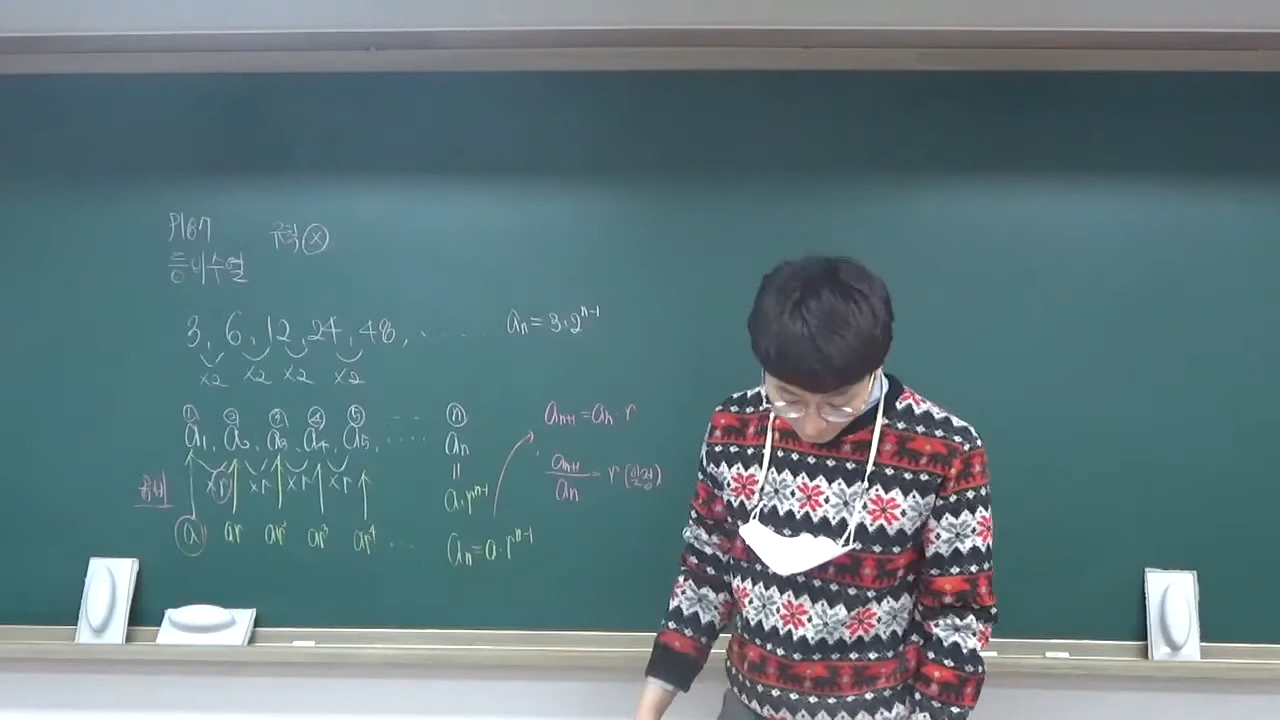 P187 규칙 ⓧ
등비수열
3, 6, 12, 24, 48, ..... aₙ = 3·2ⁿ⁻¹
×2 ×2 ×2 ×2
① ② ③ ④ ⑤ ... ⓝ
a₁, a₂, a₃, a₄, a₅, ..... aₙ
×r ×r ×r ×r
=
a·rⁿ⁻¹
공비
a ar ar² ar³ ar⁴ ... aₙ = a·rⁿ⁻¹
aₙ₊₁ = aₙ·r
aₙ₊₁/aₙ = r (일정)